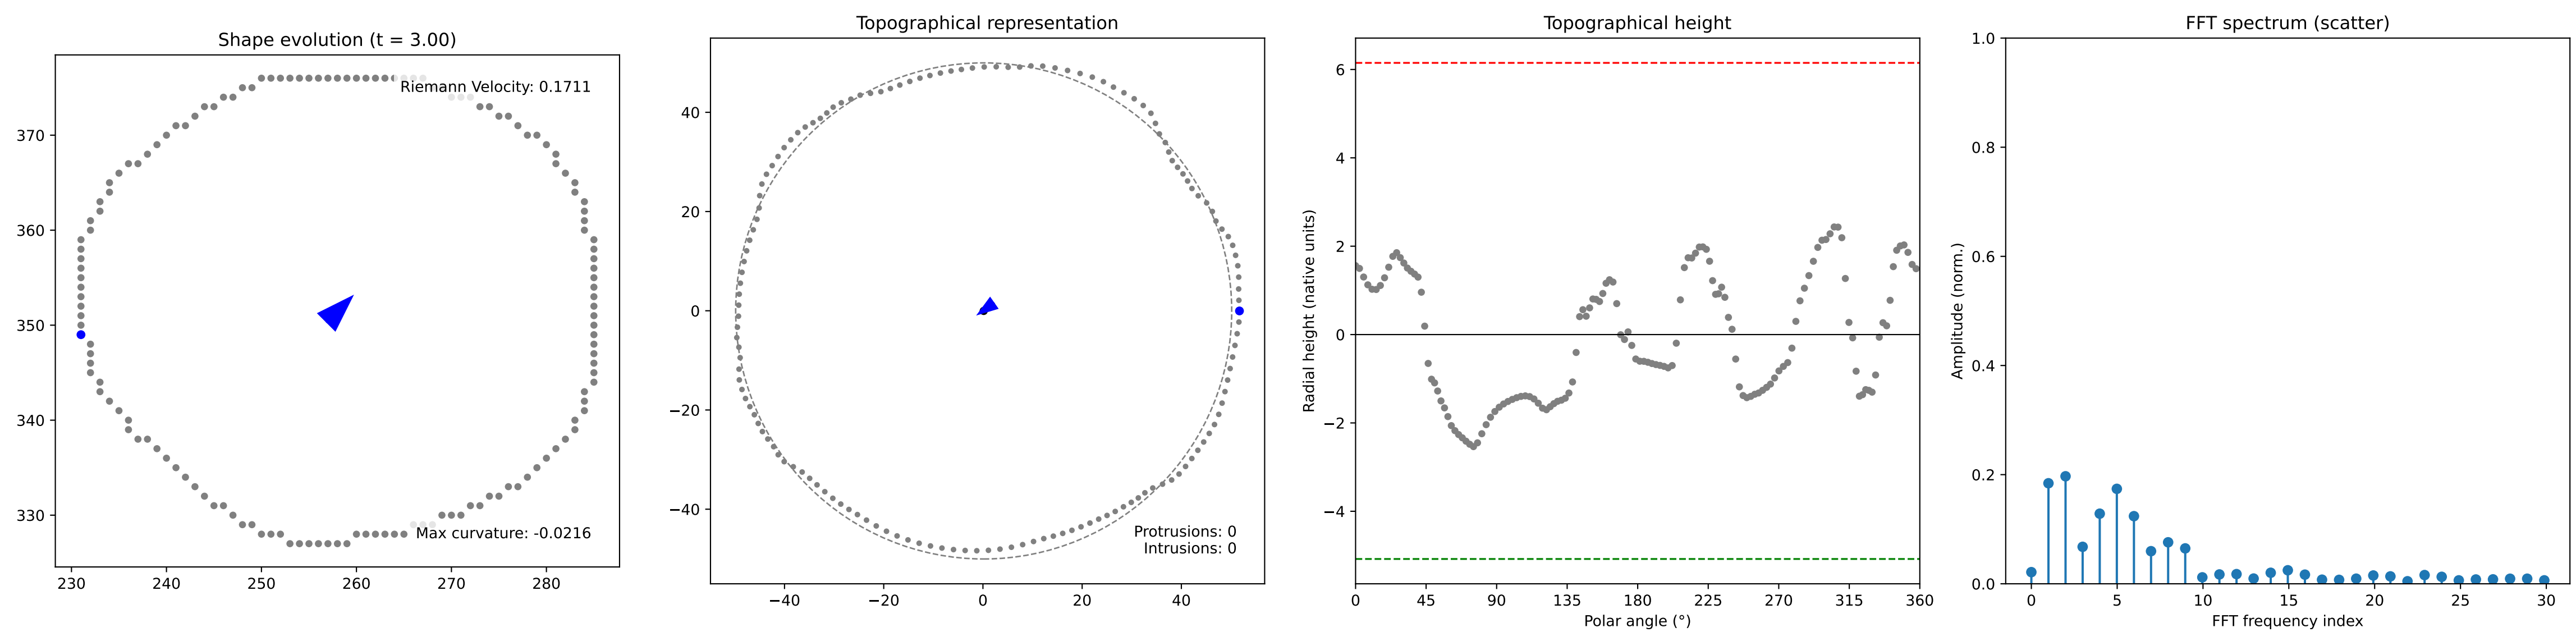 Shape evolution (t = 3.00)
Riemann Velocity: 0.1711
Max curvature: -0.0216
370
360
350
340
330
230 240 250 260 270 280
Topographical representation
40
20
0
−20
−40
Protrusions: 0
Intrusions: 0
−40 −20 0 20 40
Topographical height
Radial height (native units)
6
4
2
0
−2
−4
0 45 90 135 180 225 270 315 360
Polar angle (°)
FFT spectrum (scatter)
Amplitude (norm.)
1.0
0.8
0.6
0.4
0.2
0.0
0 5 10 15 20 25 30
FFT frequency index